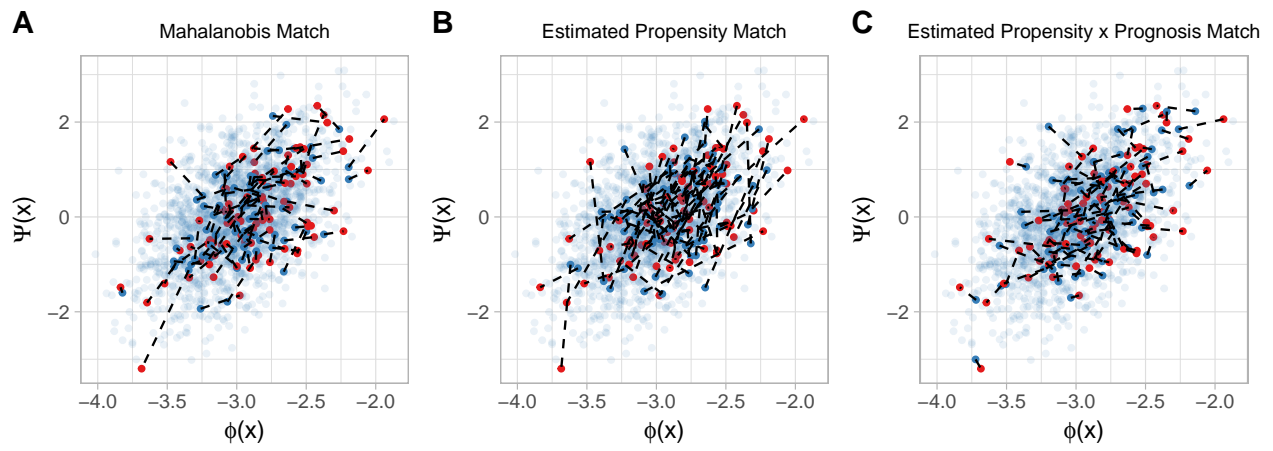 A Mahalanobis Match
B Estimated Propensity Match
C Estimated Propensity x Prognosis Match
Ψ(x)
2
0
−2
−4.0 −3.5 −3.0 −2.5 −2.0
ϕ(x)
Ψ(x)
2
0
−2
−4.0 −3.5 −3.0 −2.5 −2.0
ϕ(x)
Ψ(x)
2
0
−2
−4.0 −3.5 −3.0 −2.5 −2.0
ϕ(x)